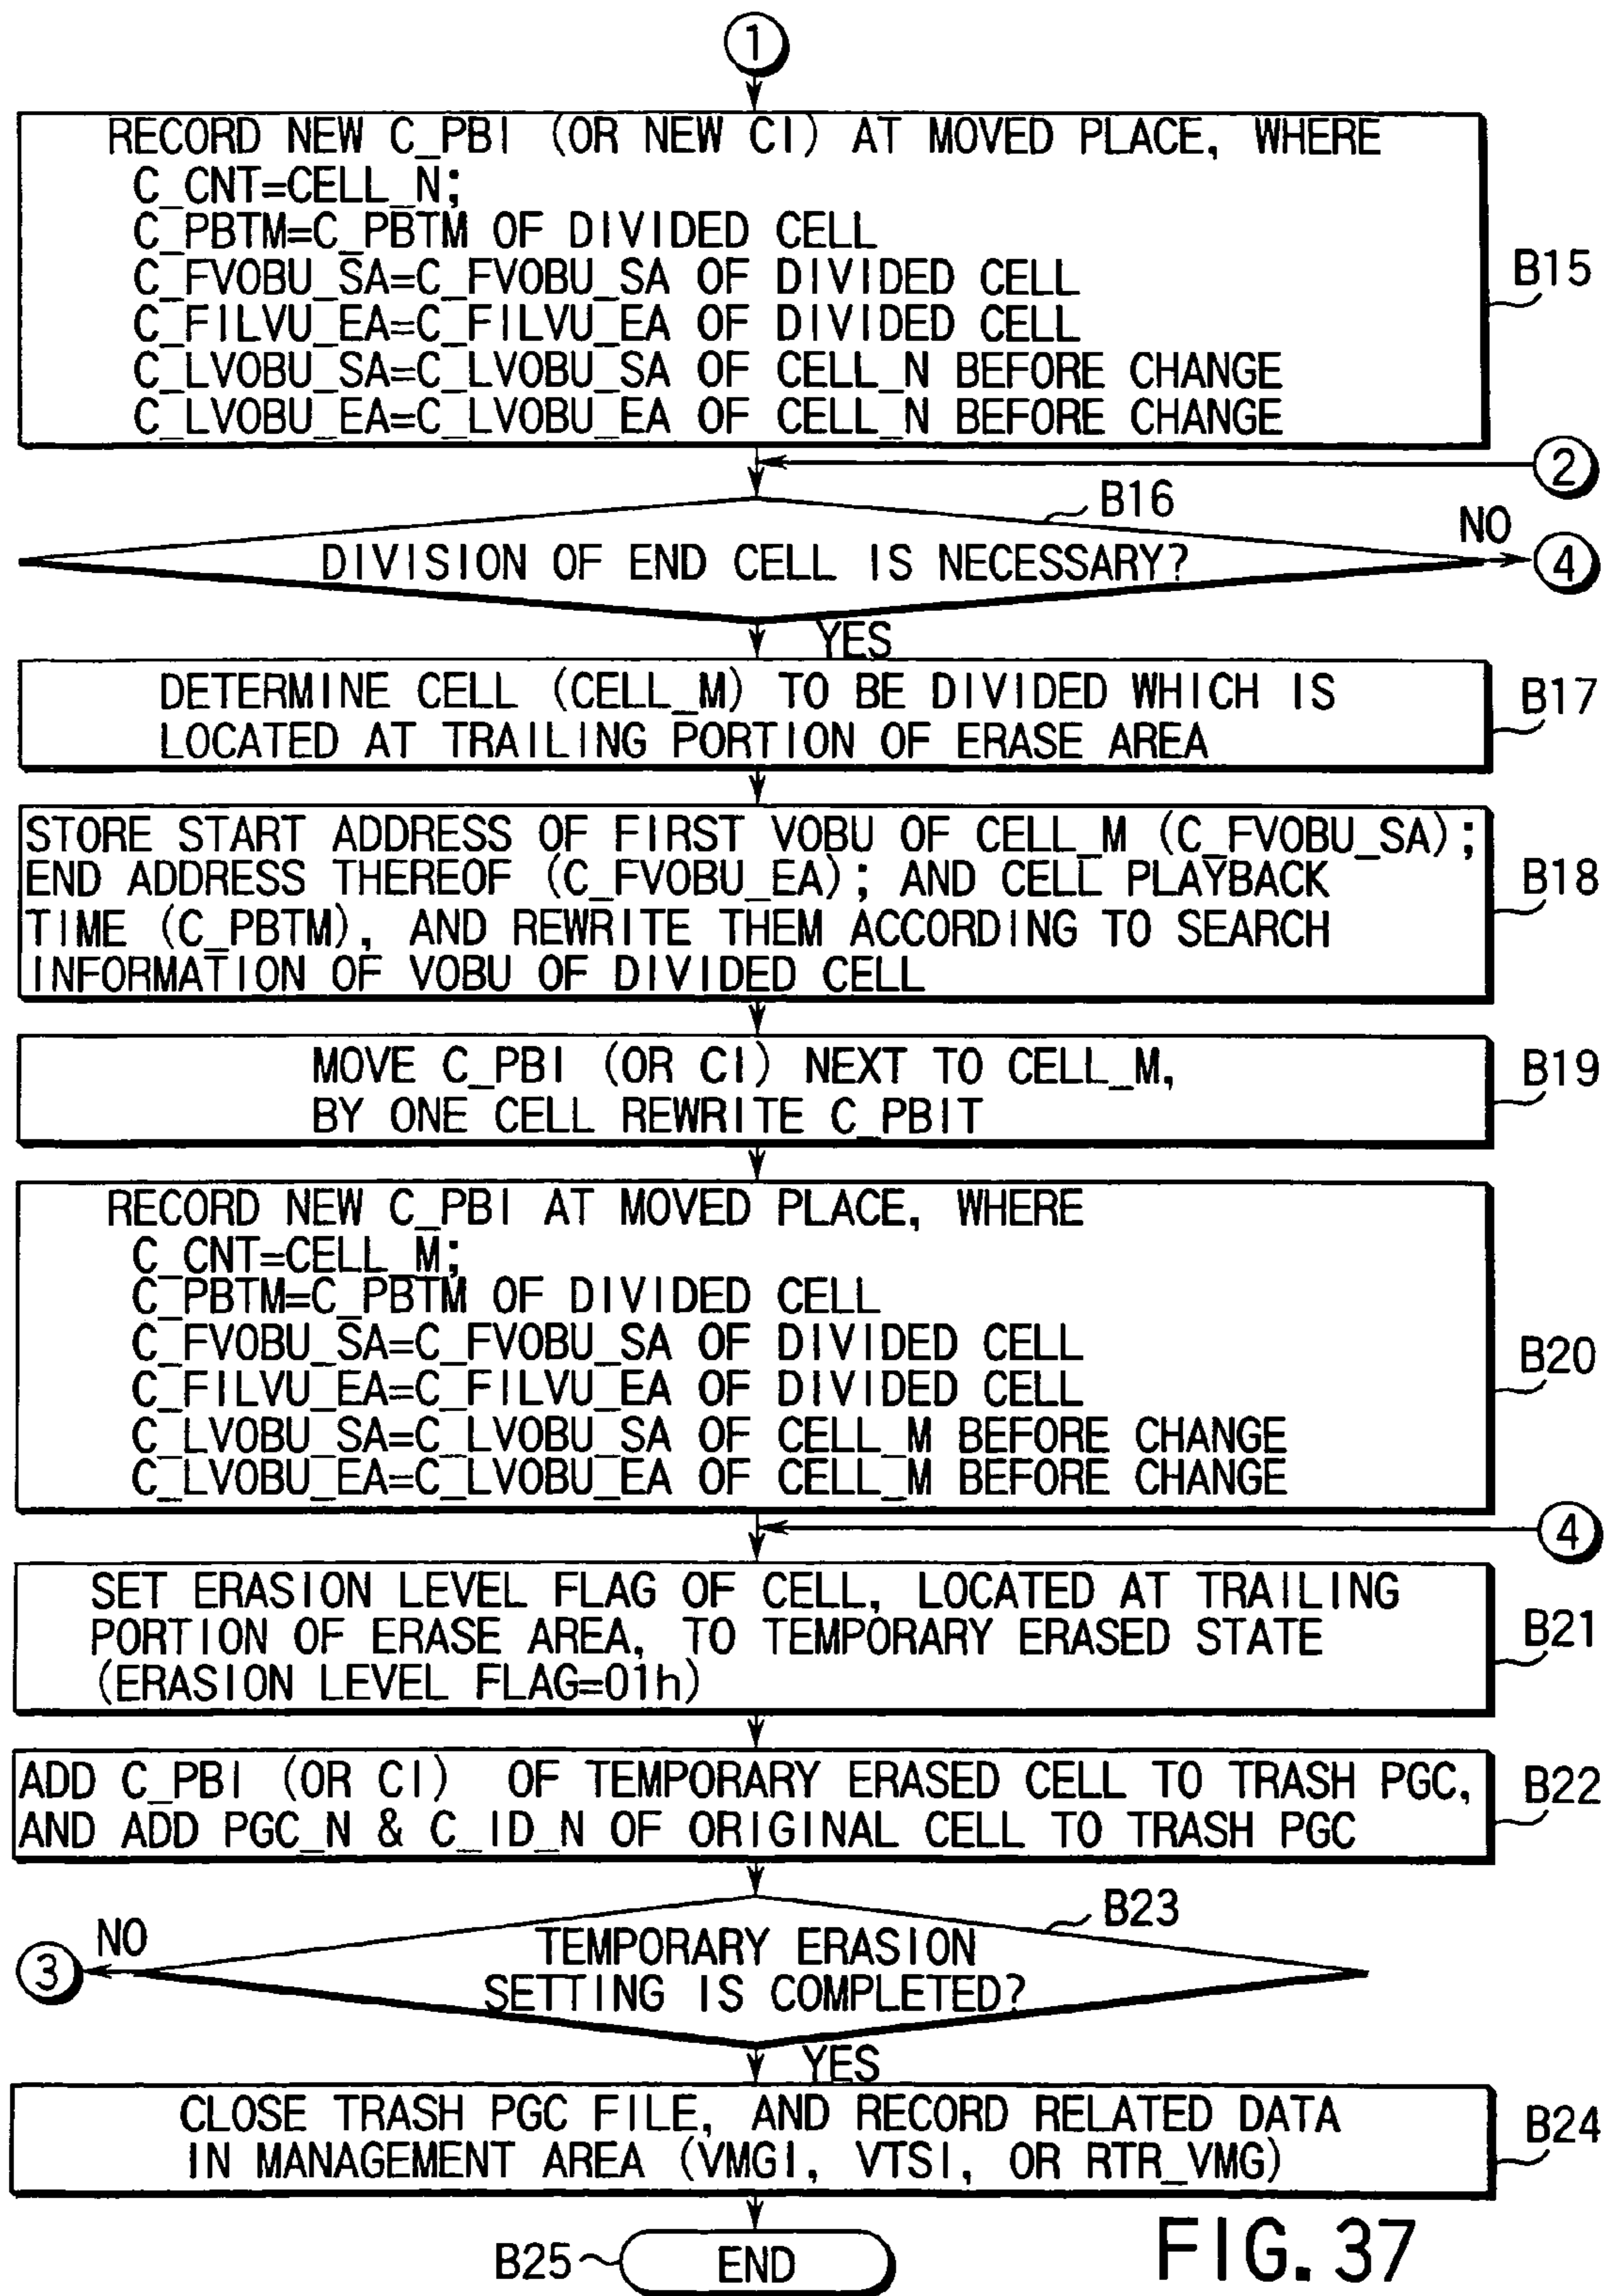 1
RECORD NEW C_PBI (OR NEW CI) AT MOVED PLACE, WHERE
C_CNT=CELL_N;
C_PBTM=C_PBTM OF DIVIDED CELL
C_FVOBU_SA=C_FVOBU_SA OF DIVIDED CELL
C_FILVU_EA=C_FILVU_EA OF DIVIDED CELL
C_LVOBU_SA=C_LVOBU_SA OF CELL_N BEFORE CHANGE
C_LVOBU_EA=C_LVOBU_EA OF CELL_N BEFORE CHANGE
B15
2
B16
DIVISION OF END CELL IS NECESSARY?
NO
4
YES
DETERMINE CELL (CELL_M) TO BE DIVIDED WHICH IS
LOCATED AT TRAILING PORTION OF ERASE AREA
B17
STORE START ADDRESS OF FIRST VOBU OF CELL_M (C_FVOBU_SA);
END ADDRESS THEREOF (C_FVOBU_EA); AND CELL PLAYBACK
TIME (C_PBTM), AND REWRITE THEM ACCORDING TO SEARCH
INFORMATION OF VOBU OF DIVIDED CELL
B18
MOVE C_PBI (OR CI) NEXT TO CELL_M,
BY ONE CELL REWRITE C_PBIT
B19
RECORD NEW C_PBI AT MOVED PLACE, WHERE
C_CNT=CELL_M;
C_PBTM=C_PBTM OF DIVIDED CELL
C_FVOBU_SA=C_FVOBU_SA OF DIVIDED CELL
C_FILVU_EA=C_FILVU_EA OF DIVIDED CELL
C_LVOBU_SA=C_LVOBU_SA OF CELL_M BEFORE CHANGE
C_LVOBU_EA=C_LVOBU_EA OF CELL_M BEFORE CHANGE
B20
4
SET ERASION LEVEL FLAG OF CELL, LOCATED AT TRAILING
PORTION OF ERASE AREA, TO TEMPORARY ERASED STATE
(ERASION LEVEL FLAG=01h)
B21
ADD C_PBI (OR CI) OF TEMPORARY ERASED CELL TO TRASH PGC,
AND ADD PGC_N & C_ID_N OF ORIGINAL CELL TO TRASH PGC
B22
B23
NO
3
TEMPORARY ERASION
SETTING IS COMPLETED?
YES
CLOSE TRASH PGC FILE, AND RECORD RELATED DATA
IN MANAGEMENT AREA (VMGI, VTSI, OR RTR_VMG)
B24
B25
END
FIG. 37